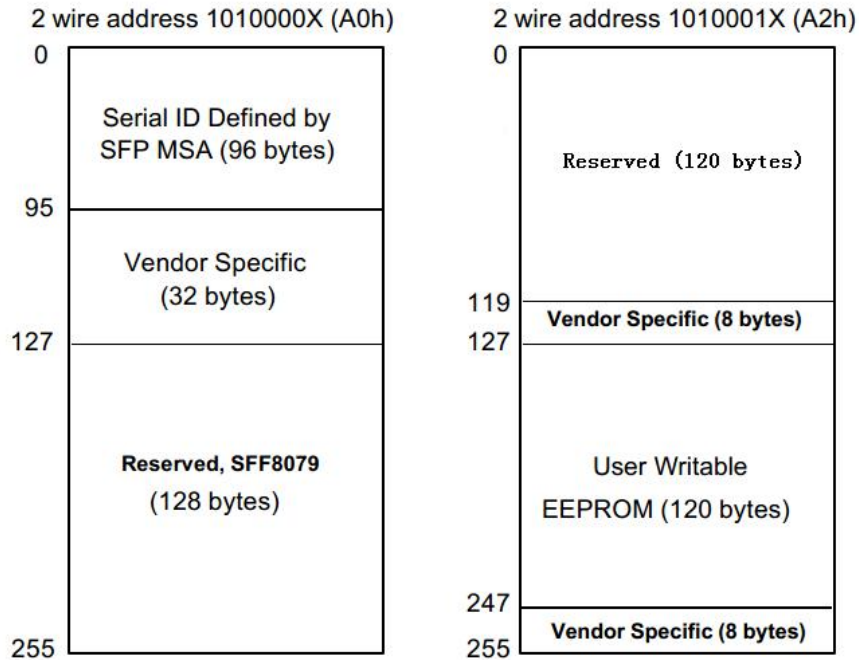 2 wire address 1010000X (A0h)
0
Serial ID Defined by
SFP MSA (96 bytes)
95
Vendor Specific
(32 bytes)
127
Reserved, SFF8079
(128 bytes)
255
2 wire address 1010001X (A2h)
0
Reserved (120 bytes)
119
Vendor Specific (8 bytes)
127
User Writable
EEPROM (120 bytes)
247
Vendor Specific (8 bytes)
255